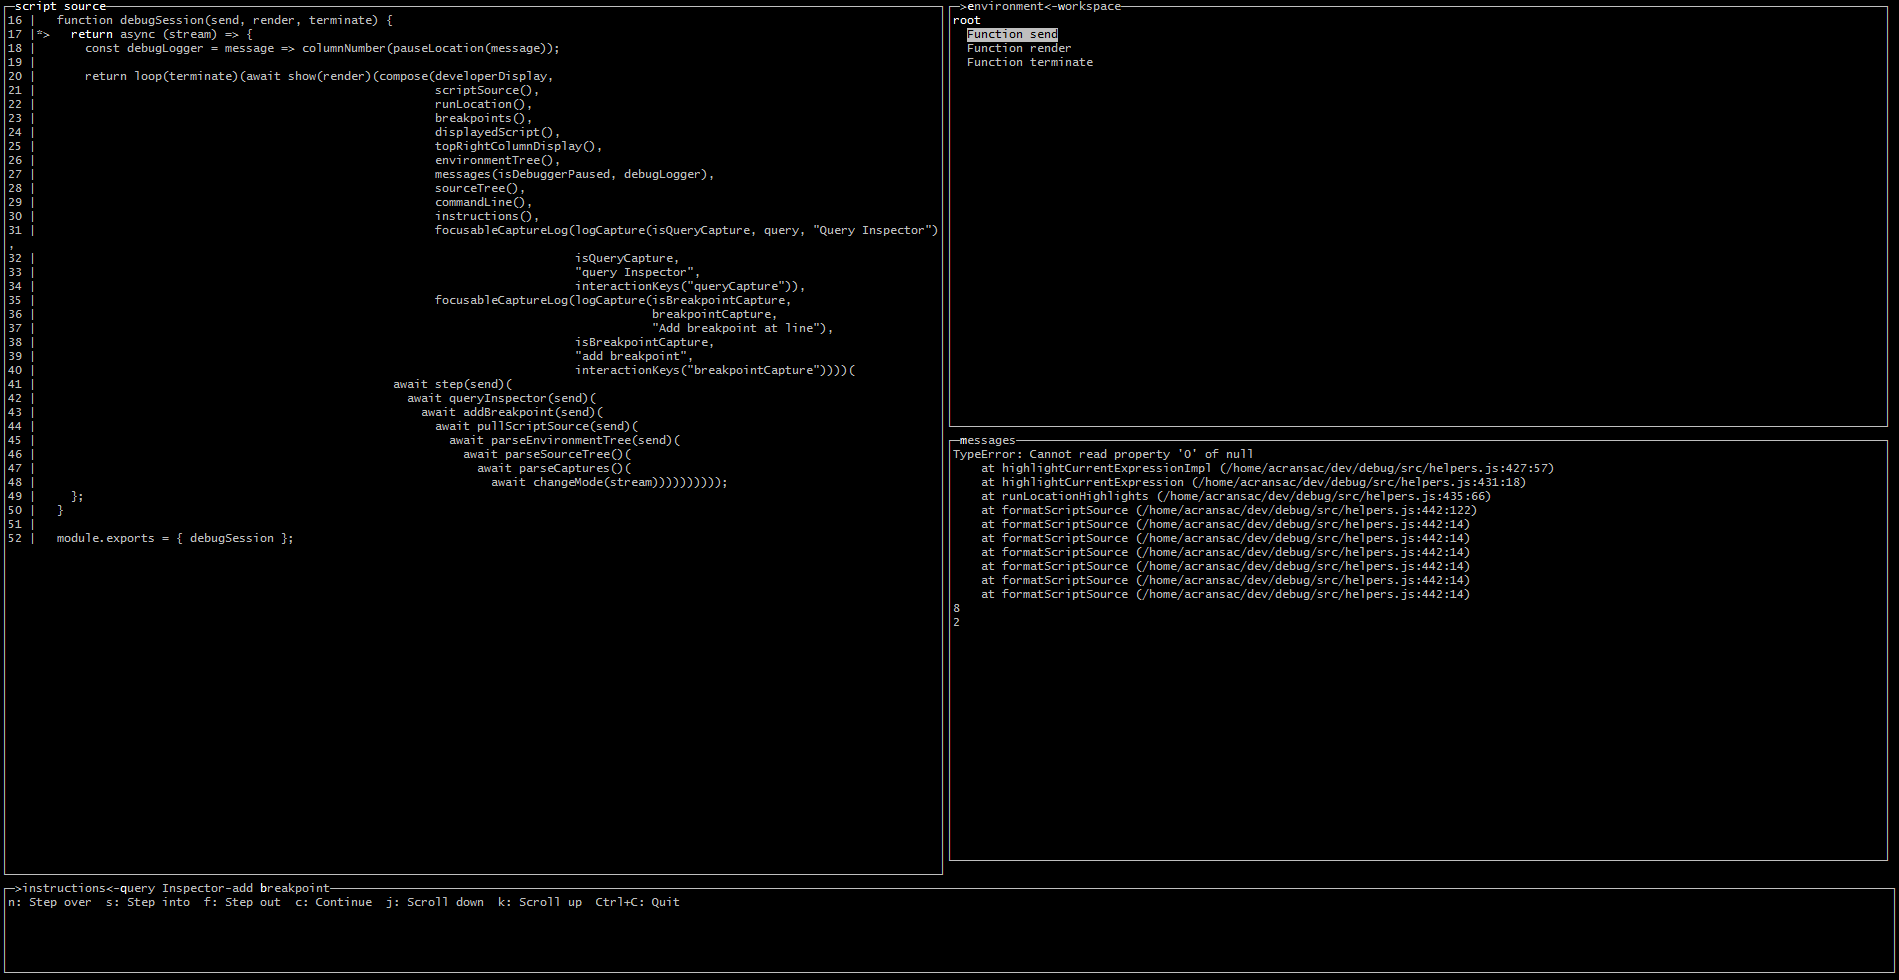 script source
16 |   function debugSession(send, render, terminate) {
17 |*>   return async (stream) => {
18 |       const debugLogger = message => columnNumber(pauseLocation(message));
19 |
20 |       return loop(terminate)(await show(render)(compose(developerDisplay,
21 |                                                         scriptSource(),
22 |                                                         runLocation(),
23 |                                                         breakpoints(),
24 |                                                         displayedScript(),
25 |                                                         topRightColumnDisplay(),
26 |                                                         environmentTree(),
27 |                                                         messages(isDebuggerPaused, debugLogger),
28 |                                                         sourceTree(),
29 |                                                         commandLine(),
30 |                                                         instructions(),
31 |                                                         focusableCaptureLog(logCapture(isQueryCapture, query, "Query Inspector")
,
32 |                                                                             isQueryCapture,
33 |                                                                             "query Inspector",
34 |                                                                             interactionKeys("queryCapture")),
35 |                                                         focusableCaptureLog(logCapture(isBreakpointCapture,
36 |                                                                                        breakpointCapture,
37 |                                                                                        "Add breakpoint at line"),
38 |                                                                             isBreakpointCapture,
39 |                                                                             "add breakpoint",
40 |                                                                             interactionKeys("breakpointCapture"))))(
41 |                                                   await step(send)(
42 |                                                     await queryInspector(send)(
43 |                                                       await addBreakpoint(send)(
44 |                                                         await pullScriptSource(send)(
45 |                                                           await parseEnvironmentTree(send)(
46 |                                                             await parseSourceTree()(
47 |                                                               await parseCaptures()(
48 |                                                                 await changeMode(stream))))))))));
49 |     };
50 |   }
51 |
52 |   module.exports = { debugSession };
>environment<-workspace
root
  Function send
  Function render
  Function terminate
messages
TypeError: Cannot read property '0' of null
    at highlightCurrentExpressionImpl (/home/acransac/dev/debug/src/helpers.js:427:57)
    at highlightCurrentExpression (/home/acransac/dev/debug/src/helpers.js:431:18)
    at runLocationHighlights (/home/acransac/dev/debug/src/helpers.js:435:66)
    at formatScriptSource (/home/acransac/dev/debug/src/helpers.js:442:122)
    at formatScriptSource (/home/acransac/dev/debug/src/helpers.js:442:14)
    at formatScriptSource (/home/acransac/dev/debug/src/helpers.js:442:14)
    at formatScriptSource (/home/acransac/dev/debug/src/helpers.js:442:14)
    at formatScriptSource (/home/acransac/dev/debug/src/helpers.js:442:14)
    at formatScriptSource (/home/acransac/dev/debug/src/helpers.js:442:14)
    at formatScriptSource (/home/acransac/dev/debug/src/helpers.js:442:14)
8
2
>instructions<-query Inspector-add breakpoint
n: Step over  s: Step into  f: Step out  c: Continue  j: Scroll down  k: Scroll up  Ctrl+C: Quit